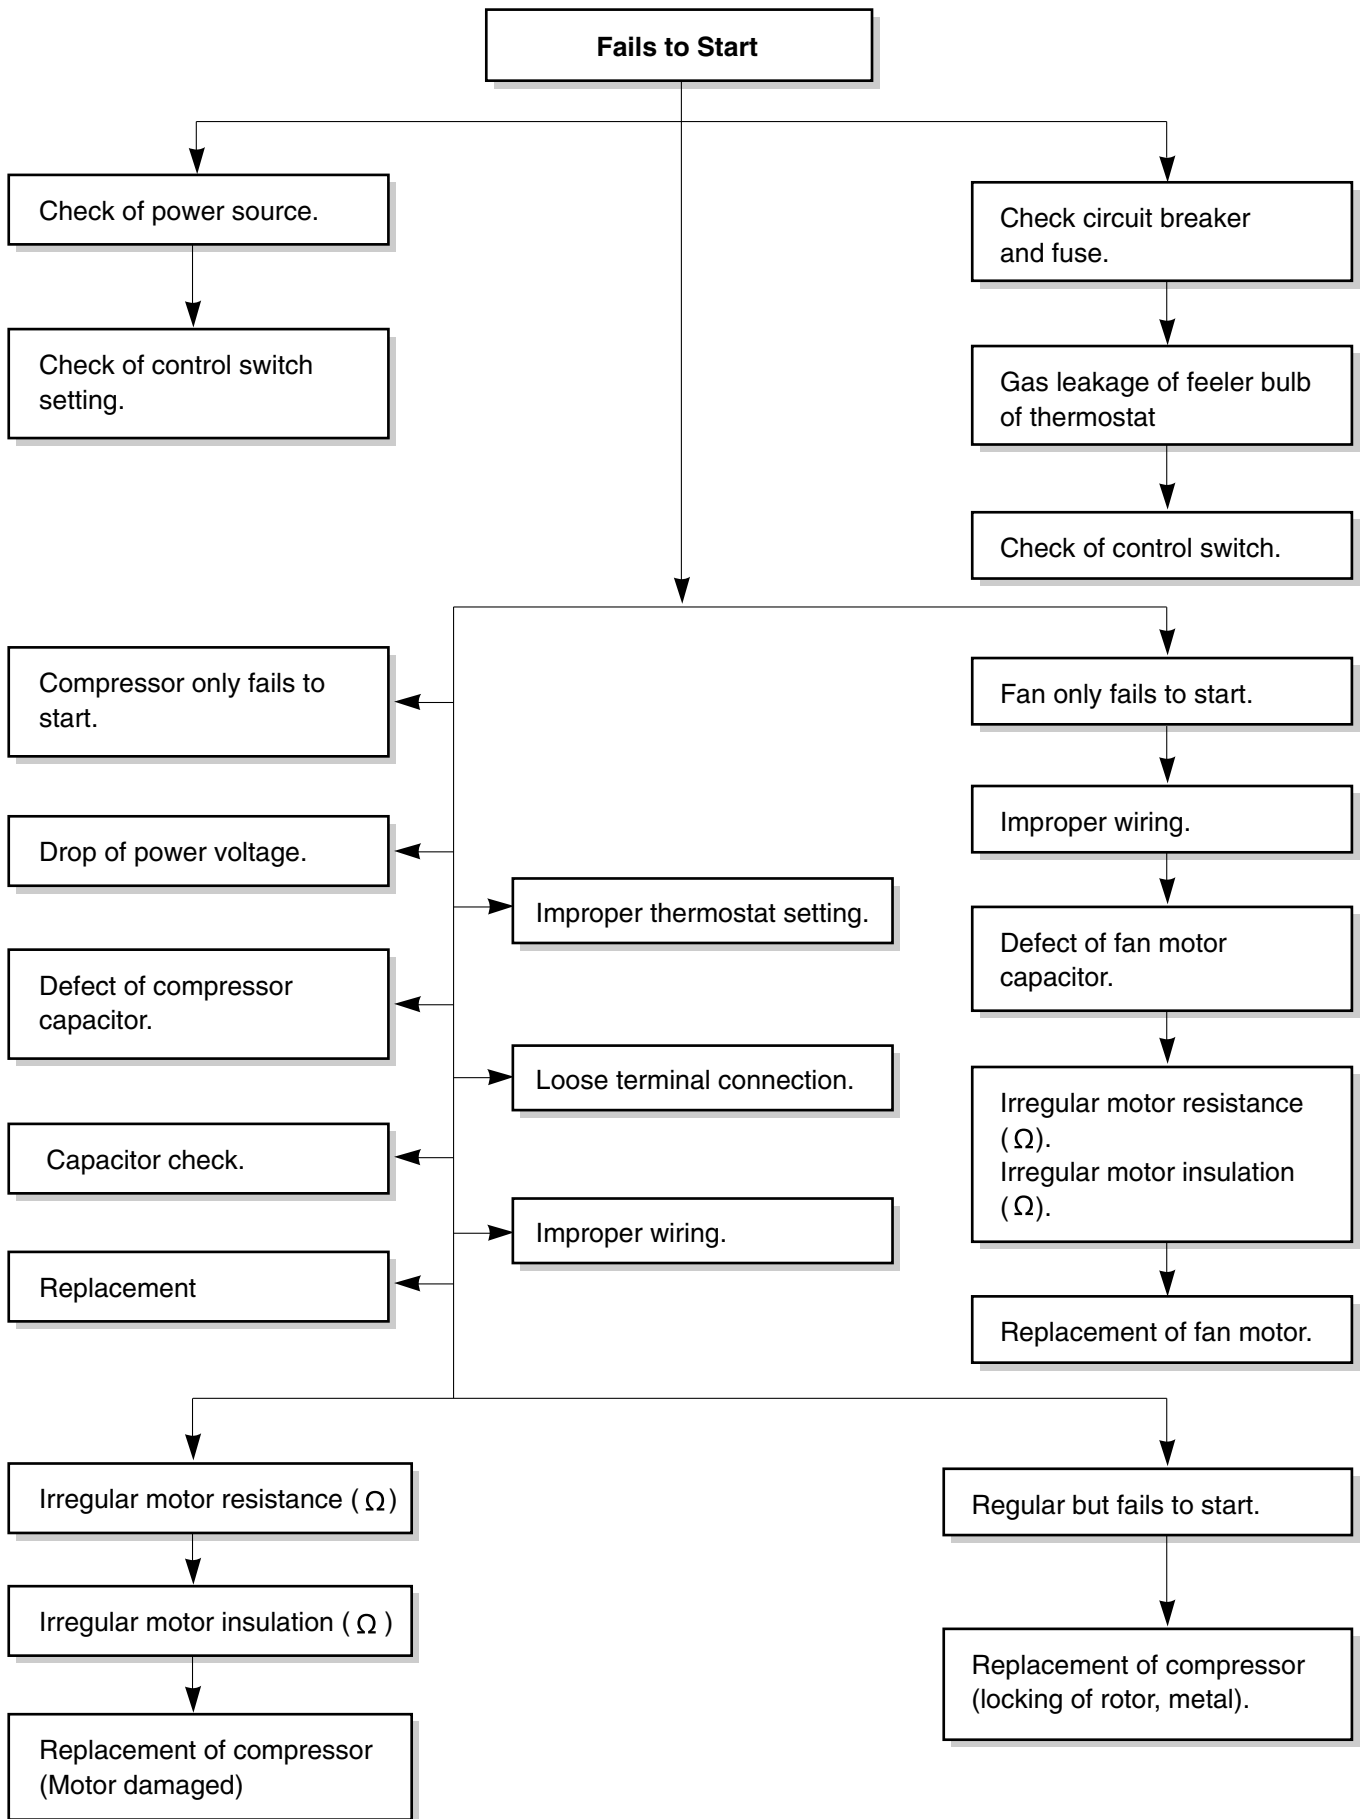 Fails to Start
Check of power source.
Check of control switch
setting.
Check circuit breaker
and fuse.
Gas leakage of feeler bulb
of thermostat
Check of control switch.
Compressor only fails to
start.
Drop of power voltage.
Defect of compressor
capacitor.
Capacitor check.
Replacement
Improper thermostat setting.
Loose terminal connection.
Improper wiring.
Fan only fails to start.
Improper wiring.
Defect of fan motor
capacitor.
Irregular motor resistance
(Ω).
Irregular motor insulation
(Ω).
Replacement of fan motor.
Irregular motor resistance (Ω)
Irregular motor insulation (Ω )
Replacement of compressor
(Motor damaged)
Regular but fails to start.
Replacement of compressor
(locking of rotor, metal).